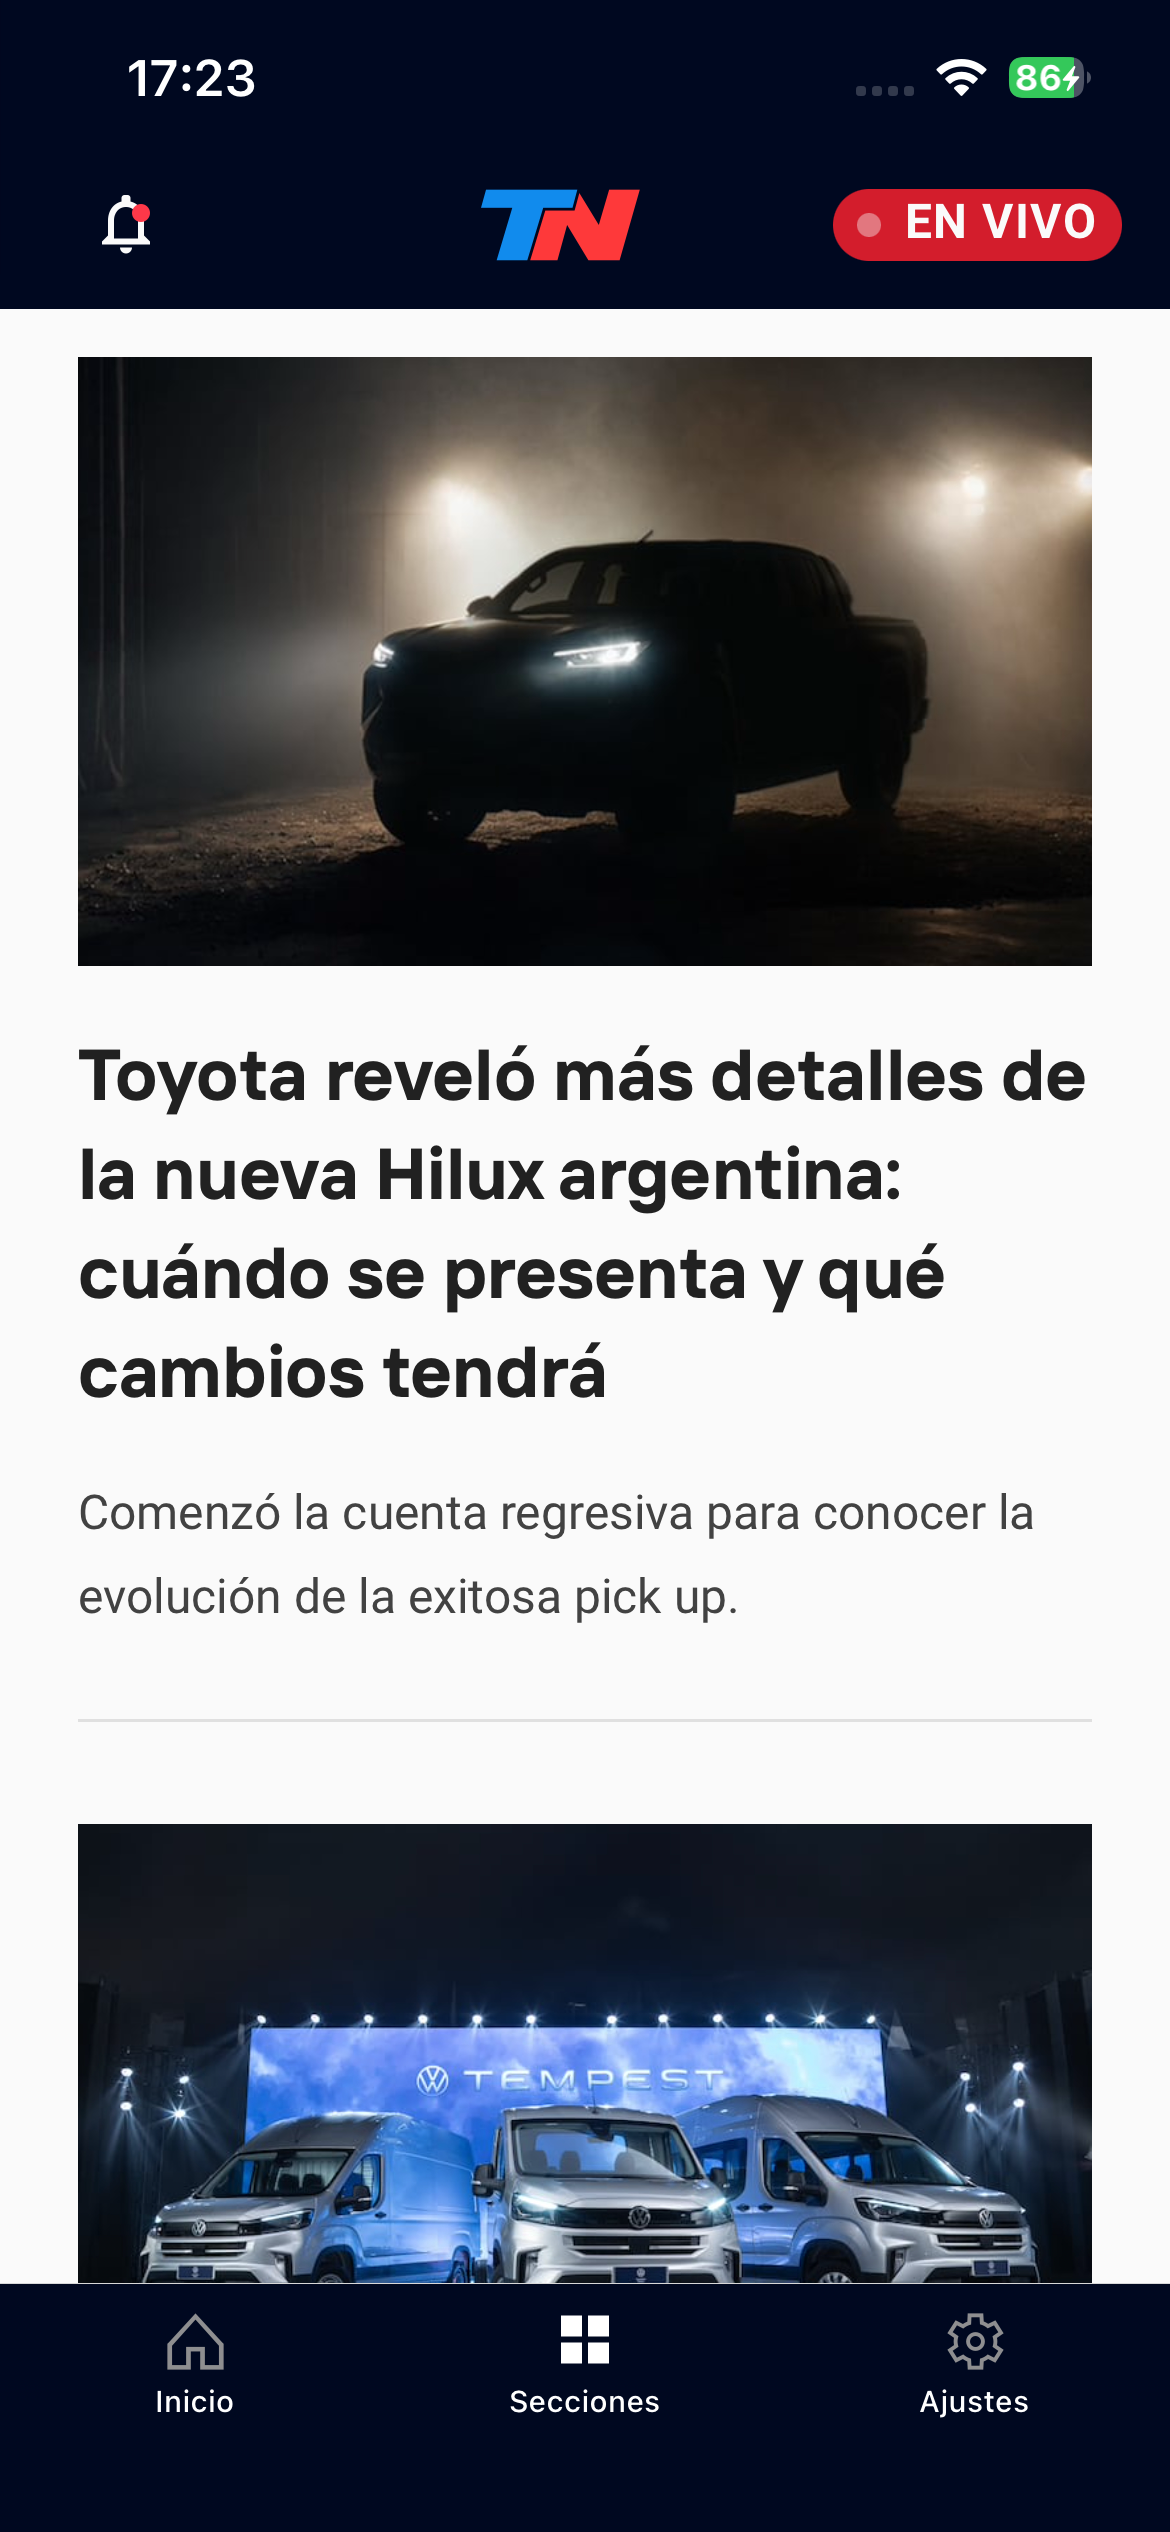 17:23
86
TN
EN VIVO
Toyota reveló más detalles de
la nueva Hilux argentina:
cuándo se presenta y qué
cambios tendrá
Comenzó la cuenta regresiva para conocer la
evolución de la exitosa pick up.
TEMPEST
Inicio
Secciones
Ajustes